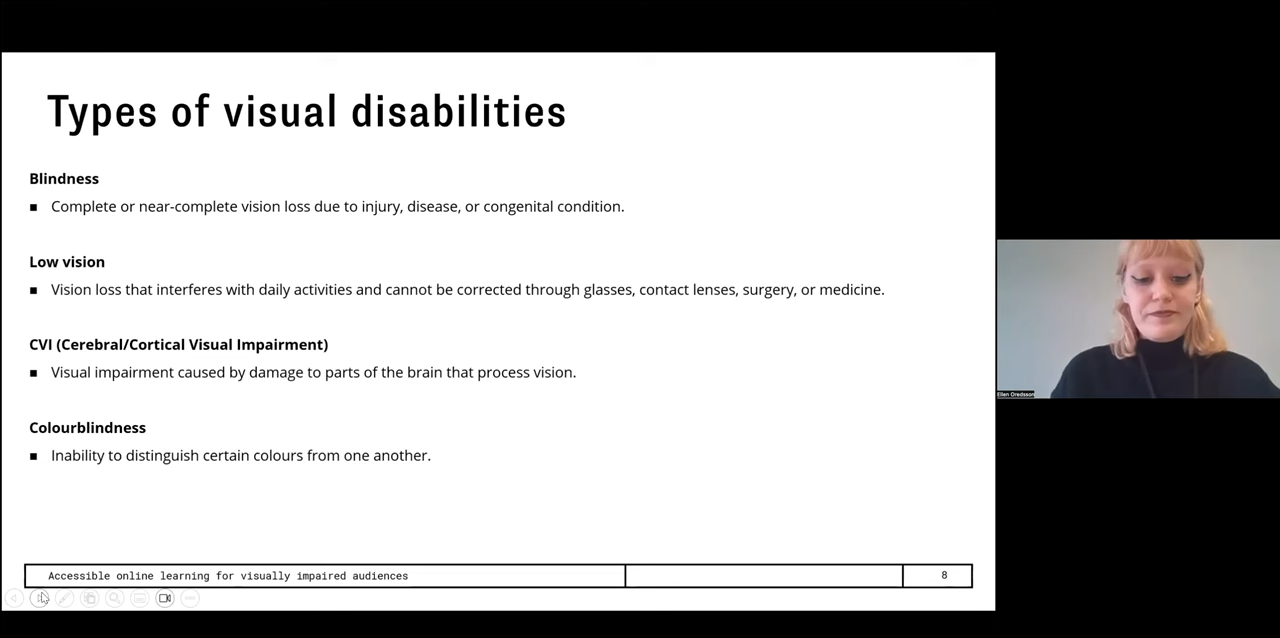 Types of visual disabilities
Blindness
▪ Complete or near-complete vision loss due to injury, disease, or congenital condition.
Low vision
▪ Vision loss that interferes with daily activities and cannot be corrected through glasses, contact lenses, surgery, or medicine.
CVI (Cerebral/Cortical Visual Impairment)
▪ Visual impairment caused by damage to parts of the brain that process vision.
Colourblindness
▪ Inability to distinguish certain colours from one another.
Accessible online learning for visually impaired audiences
8
Ellen Oredsson